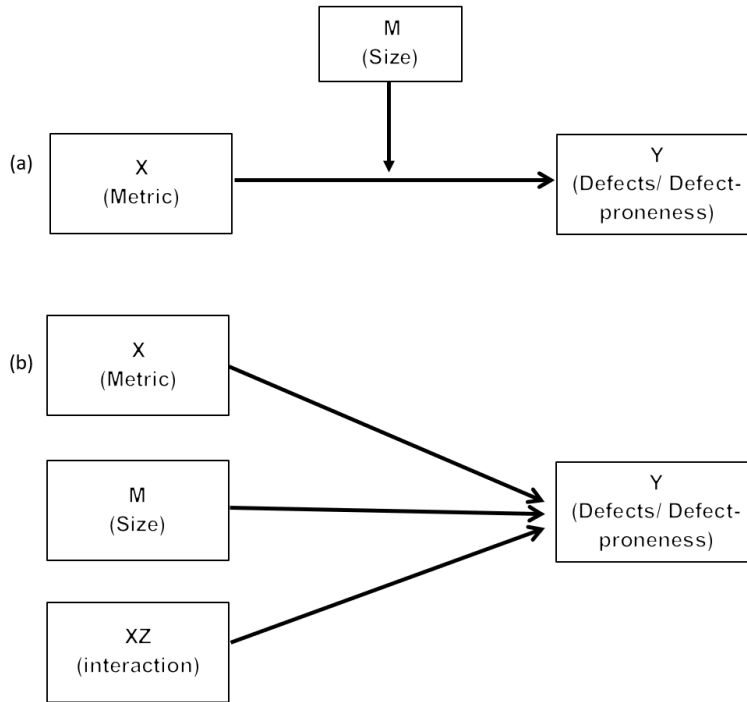 M
(Size)
(a)
X
(Metric)
Y
(Defects/ Defect-
proneness)
(b)
X
(Metric)
M
(Size)
Y
(Defects/ Defect-
proneness)
XZ
(interaction)